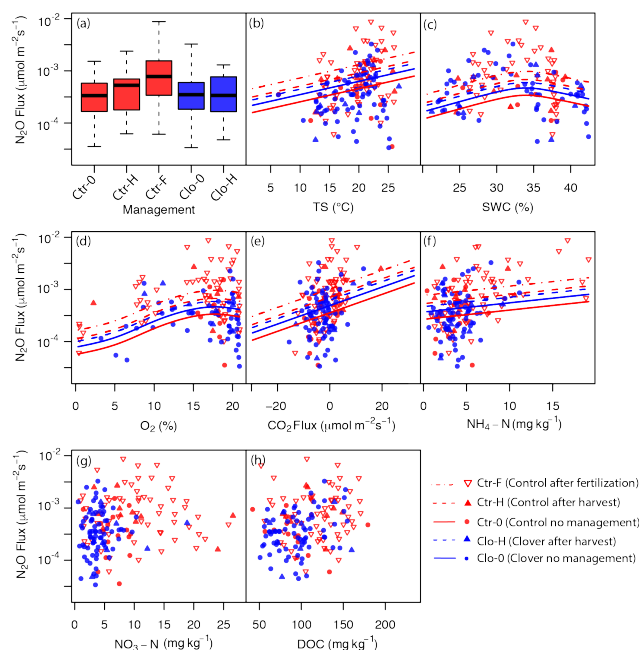 (a) (b) (c)
N₂O Flux (μmol m⁻²s⁻¹)
10⁻²
10⁻³
10⁻⁴
Ctr-0 Ctr-H Ctr-F Clo-0 Clo-H
Management
5 10 15 20 25
TS (°C)
20 25 30 35 40
SWC (%)
(d) (e) (f)
N₂O Flux (μmol m⁻²s⁻¹)
10⁻²
10⁻³
10⁻⁴
0 5 10 15 20
O₂ (%)
−20 0 20
CO₂ Flux (μmol m⁻²s⁻¹)
0 5 10 15
NH₄ − N (mg kg⁻¹)
(g) (h)
N₂O Flux (μmol m⁻²s⁻¹)
10⁻²
10⁻³
10⁻⁴
0 5 10 15 20 25
NO₃ − N (mg kg⁻¹)
50 100 150 200
DOC (mg kg⁻¹)
Ctr-F (Control after fertilization)
Ctr-H (Control after harvest)
Ctr-0 (Control no management)
Clo-H (Clover after harvest)
Clo-0 (Clover no management)